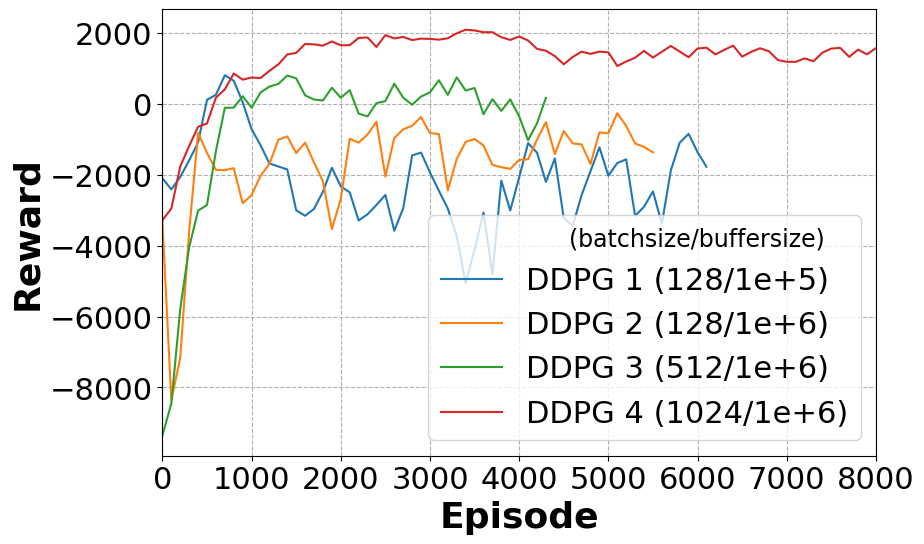 2000
0
−2000
−4000
−6000
−8000
Reward
(batchsize/buffersize)
DDPG 1 (128/1e+5)
DDPG 2 (128/1e+6)
DDPG 3 (512/1e+6)
DDPG 4 (1024/1e+6)
0 1000 2000 3000 4000 5000 6000 7000 8000
Episode